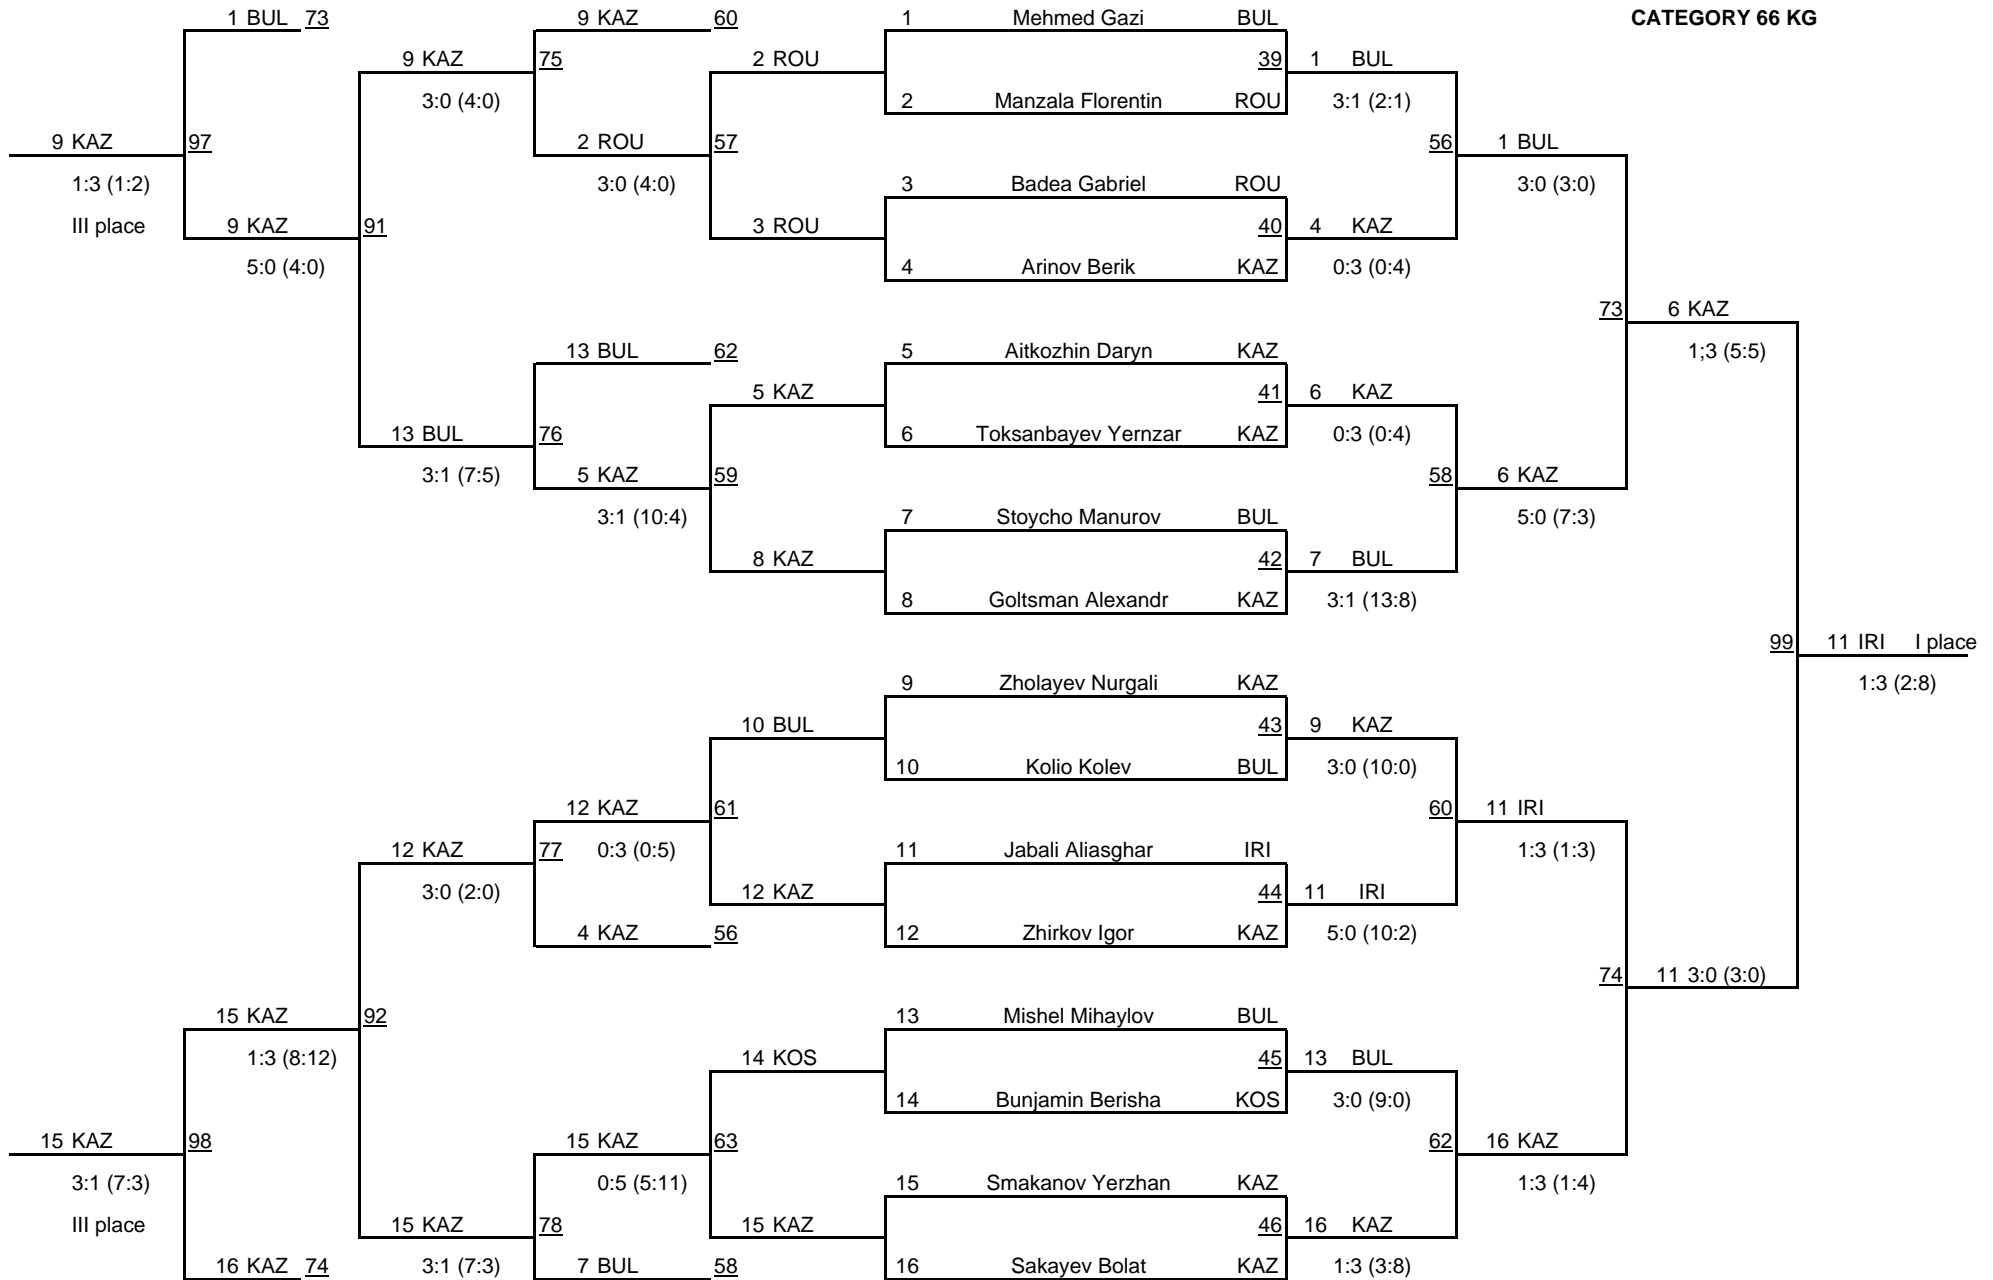 1 BUL 73 9 KAZ 60 1 Mehmed Gazi BUL CATEGORY 66 KG
9 KAZ 75 2 ROU 39 1 BUL
3:0 (4:0) 2 Manzala Florentin ROU 3:1 (2:1)
9 KAZ 97 2 ROU 57 56 1 BUL
1:3 (1:2) 3:0 (4:0) 3 Badea Gabriel ROU 3:0 (3:0)
III place 9 KAZ 91 3 ROU 40 4 KAZ
5:0 (4:0) 4 Arinov Berik KAZ 0:3 (0:4)
73 6 KAZ
13 BUL 62 5 Aitkozhin Daryn KAZ 1;3 (5:5)
5 KAZ 41 6 KAZ
13 BUL 76 6 Toksanbayev Yernzar KAZ 0:3 (0:4)
3:1 (7:5) 5 KAZ 59 58 6 KAZ
3:1 (10:4) 7 Stoycho Manurov BUL 5:0 (7:3)
8 KAZ 42 7 BUL
8 Goltsman Alexandr KAZ 3:1 (13:8)
99 11 IRI I place
9 Zholayev Nurgali KAZ 1:3 (2:8)
10 BUL 43 9 KAZ
10 Kolio Kolev BUL 3:0 (10:0)
12 KAZ 61 60 11 IRI
12 KAZ 77 0:3 (0:5) 11 Jabali Aliasghar IRI 1:3 (1:3)
3:0 (2:0) 12 KAZ 44 11 IRI
4 KAZ 56 12 Zhirkov Igor KAZ 5:0 (10:2)
74 11 3:0 (3:0)
15 KAZ 92 13 Mishel Mihaylov BUL
1:3 (8:12) 14 KOS 45 13 BUL
14 Bunjamin Berisha KOS 3:0 (9:0)
15 KAZ 98 15 KAZ 63 62 16 KAZ
3:1 (7:3) 0:5 (5:11) 15 Smakanov Yerzhan KAZ 1:3 (1:4)
III place 15 KAZ 78 15 KAZ 46 16 KAZ
16 KAZ 74 3:1 (7:3) 7 BUL 58 16 Sakayev Bolat KAZ 1:3 (3:8)